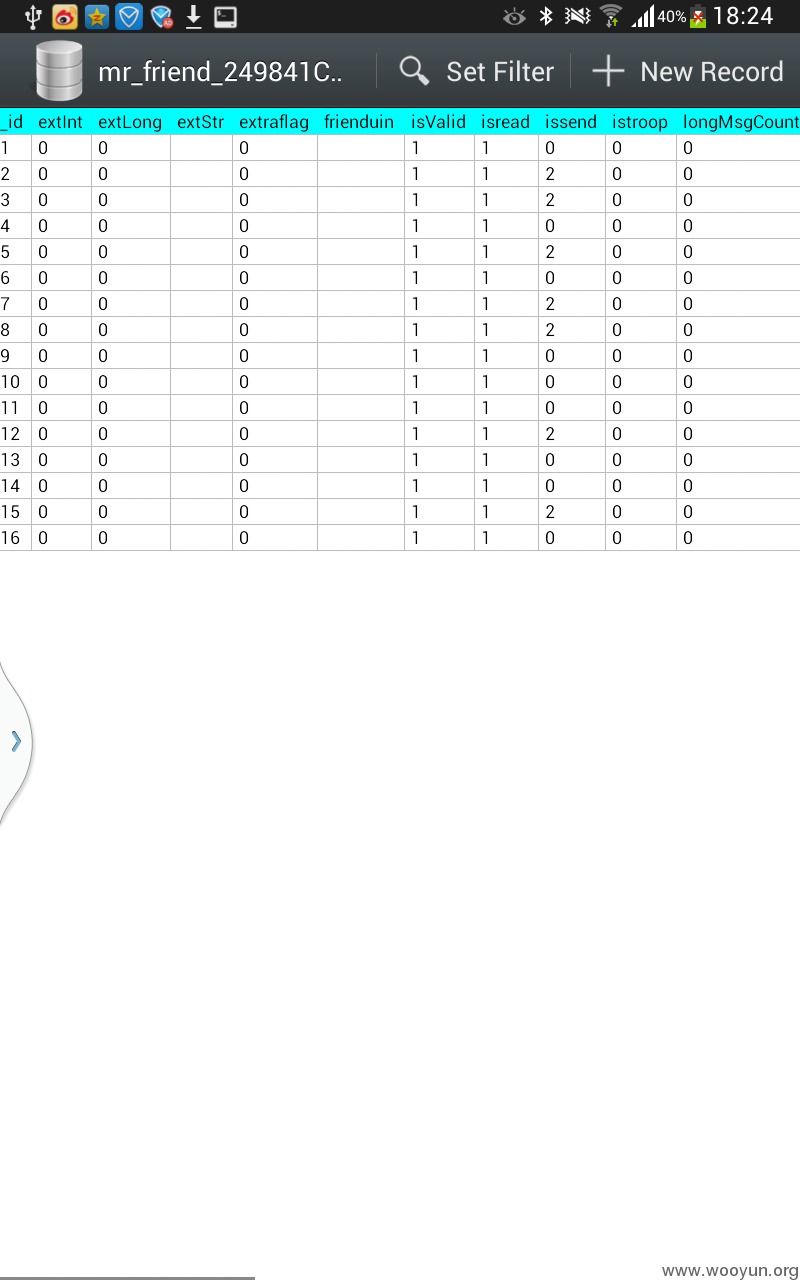 40% 18:24
mr_friend_249841C.. Set Filter New Record
_id extInt extLong extStr extraflag frienduin isValid isread issend istroop longMsgCount
1 0 0 0 1 1 0 0 0
2 0 0 0 1 1 2 0 0
3 0 0 0 1 1 2 0 0
4 0 0 0 1 1 0 0 0
5 0 0 0 1 1 2 0 0
6 0 0 0 1 1 0 0 0
7 0 0 0 1 1 2 0 0
8 0 0 0 1 1 2 0 0
9 0 0 0 1 1 0 0 0
10 0 0 0 1 1 0 0 0
11 0 0 0 1 1 0 0 0
12 0 0 0 1 1 2 0 0
13 0 0 0 1 1 0 0 0
14 0 0 0 1 1 0 0 0
15 0 0 0 1 1 2 0 0
16 0 0 0 1 1 0 0 0
www.wooyun.org